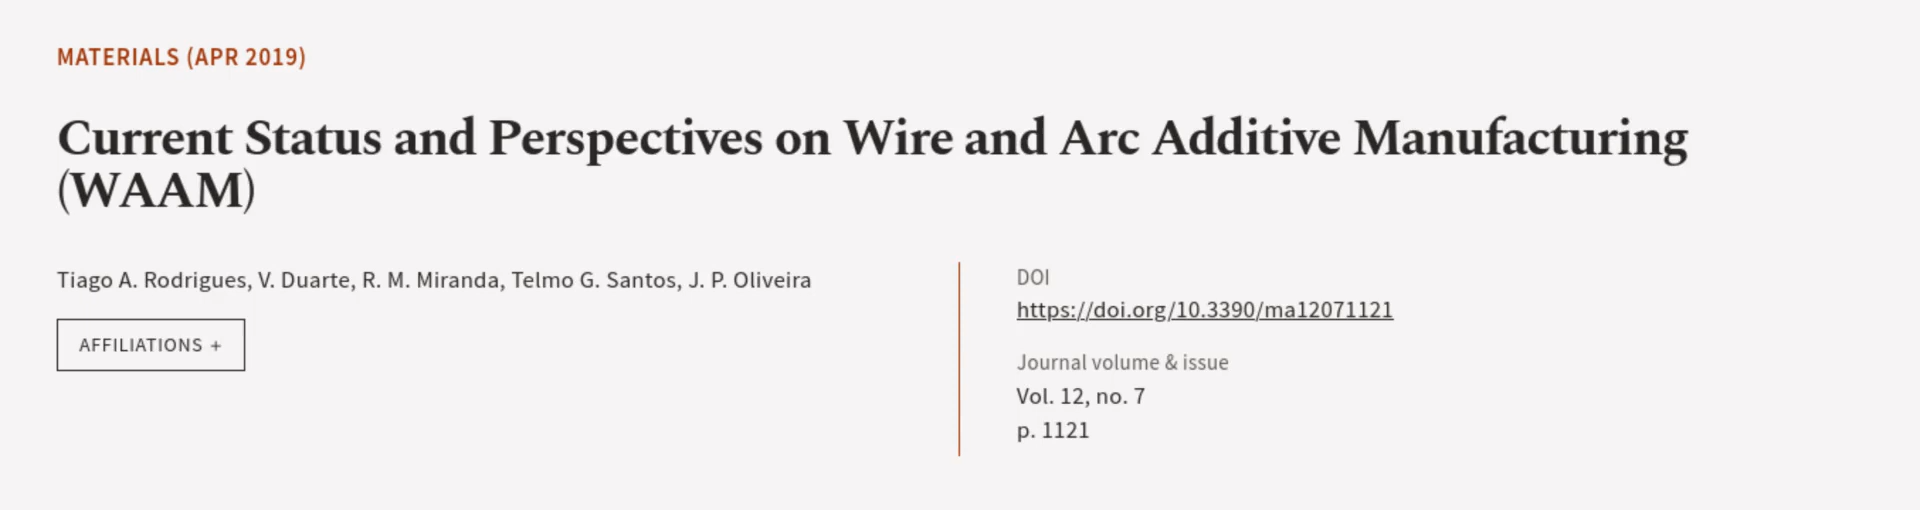 MATERIALS (APR 2019)
Current Status and Perspectives on Wire and Arc Additive Manufacturing
(WAAM)
Tiago A. Rodrigues, V. Duarte, R. M. Miranda, Telmo G. Santos, J. P. Oliveira
AFFILIATIONS +
DOI
https://doi.org/10.3390/ma12071121
Journal volume & issue
Vol. 12, no. 7
p. 1121